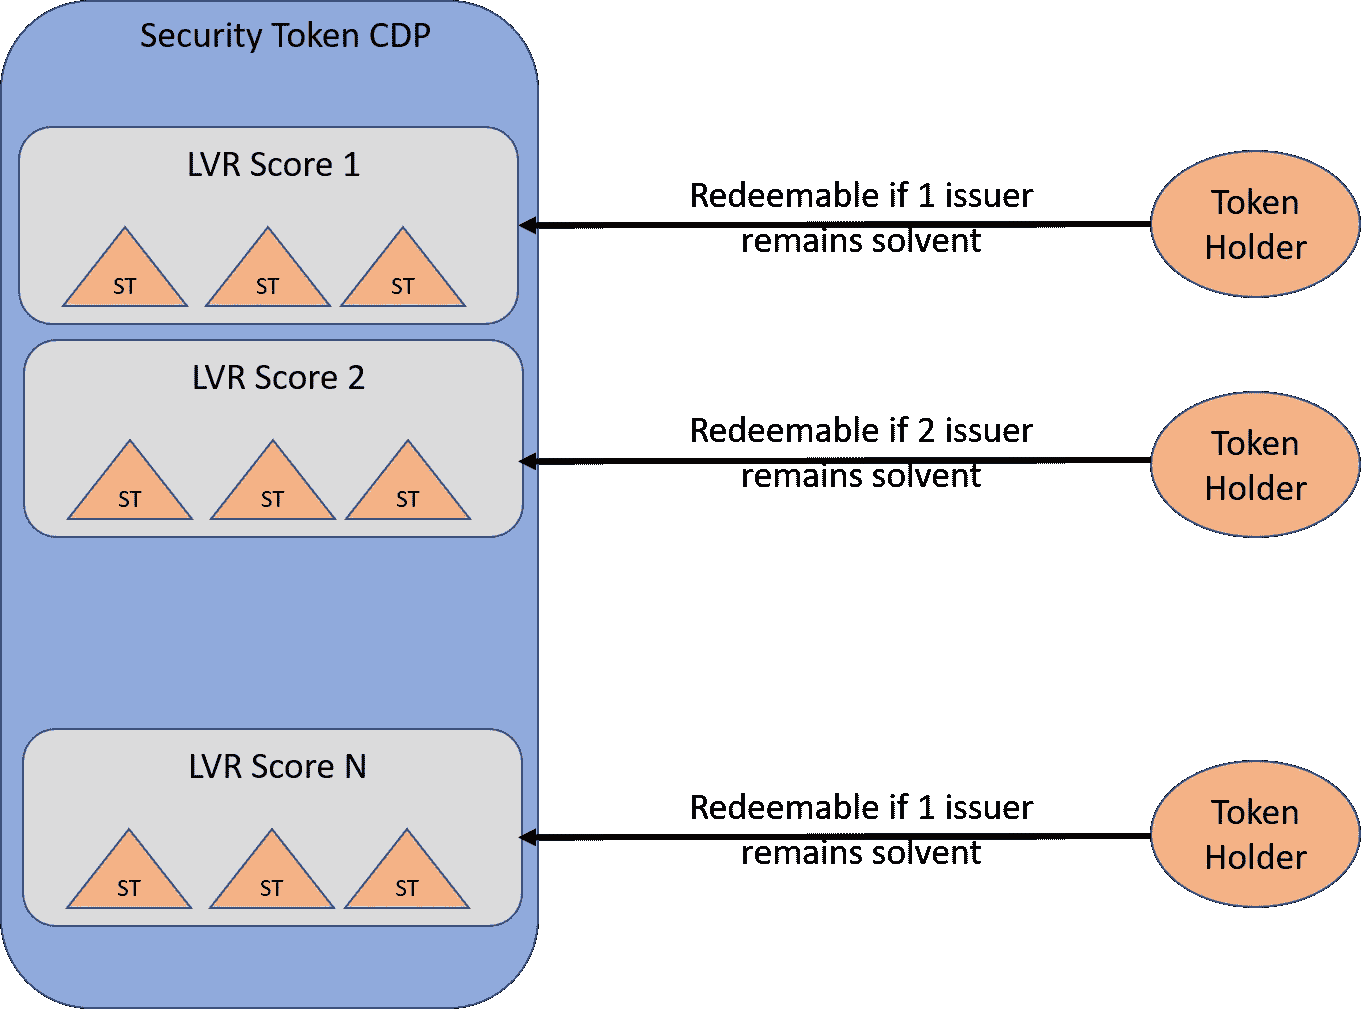 Security Token CDP
LVR Score 1
ST ST ST
Redeemable if 1 issuer
remains solvent
Token
Holder
LVR Score 2
ST ST ST
Redeemable if 2 issuer
remains solvent
Token
Holder
LVR Score N
ST ST ST
Redeemable if 1 issuer
remains solvent
Token
Holder